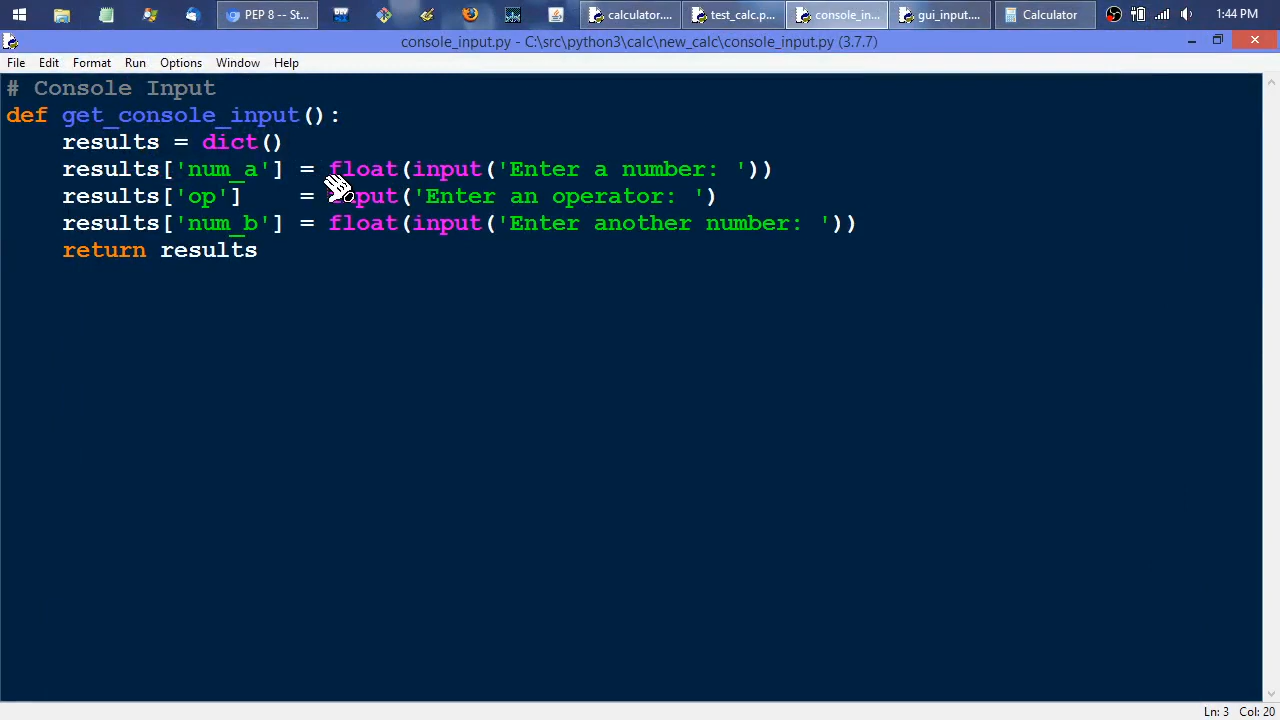 PEP 8 -- St...
calculator....
test_calc.p...
console_in...
gui_input....
Calculator
1:44 PM
console_input.py - C:\src\python3\calc\new_calc\console_input.py (3.7.7)
File Edit Format Run Options Window Help
# Console Input
def get_console_input():
    results = dict()
    results['num_a'] = float(input('Enter a number: '))
    results['op']    = input('Enter an operator: ')
    results['num_b'] = float(input('Enter another number: '))
    return results
Ln: 3 Col: 20